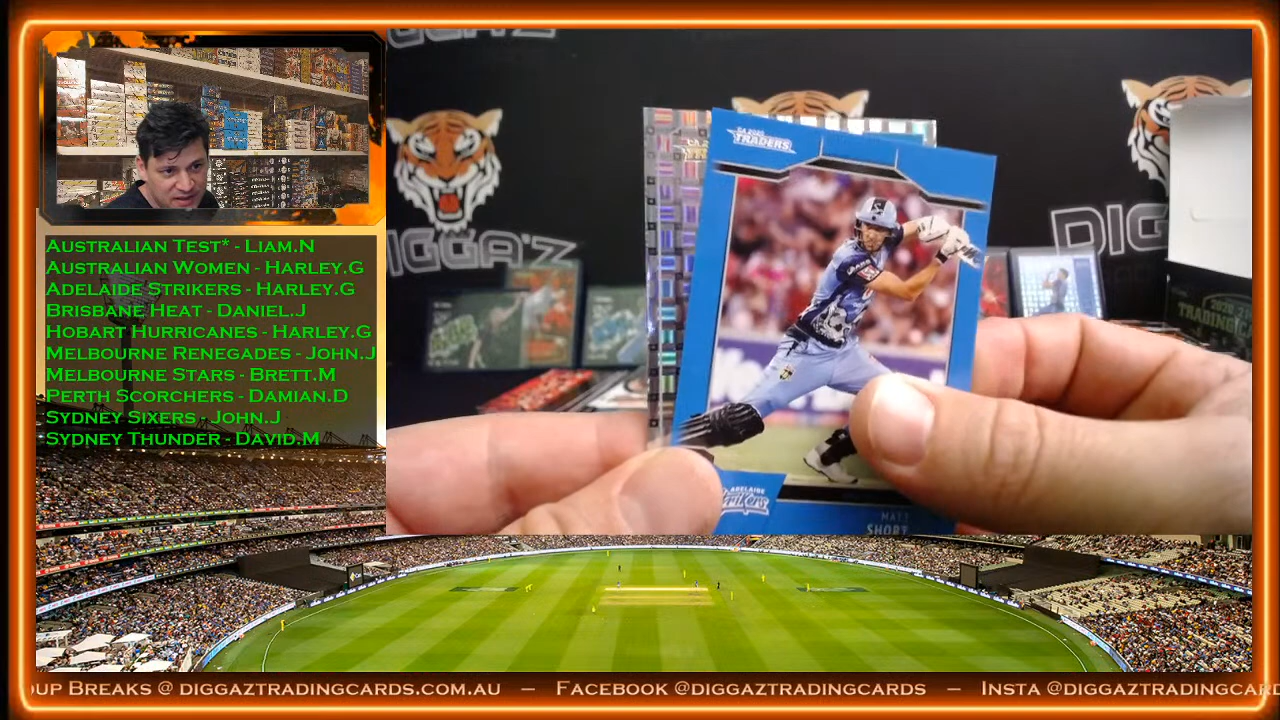 AUSTRALIAN TEST* - LIAM.N
AUSTRALIAN WOMEN - HARLEY.G
ADELAIDE STRIKERS - HARLEY.G
BRISBANE HEAT - DANIEL.J
HOBART HURRICANES - HARLEY.G
MELBOURNE RENEGADES - JOHN.J
MELBOURNE STARS - BRETT.M
PERTH SCORCHERS - DAMIAN.D
SYDNEY SIXERS - JOHN.J
SYDNEY THUNDER - DAVID.M
DIGGA'Z
DIGG
TRADERS
ADELAIDE
Strikers
MATT
SHORT
OUP BREAKS @ DIGGAZTRADINGCARDS.COM.AU — FACEBOOK @DIGGAZTRADINGCARDS — INSTA @DIGGAZTRADINGCARD